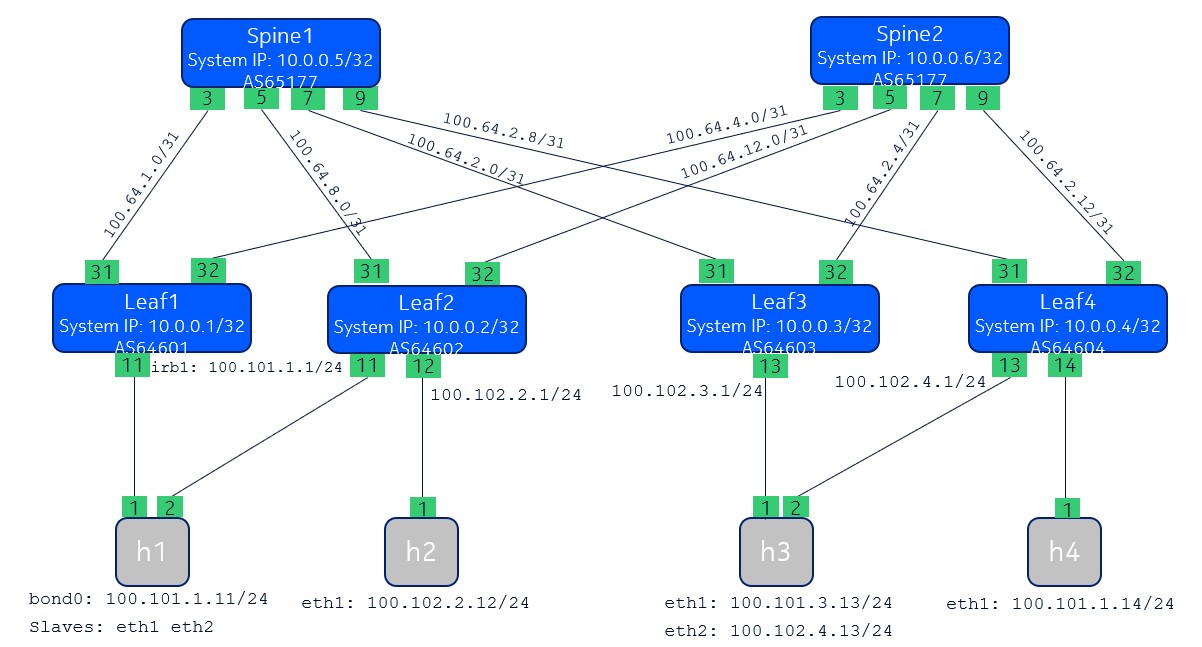 Spine1
System IP: 10.0.0.5/32
AS65177
3 5 7 9
Spine2
System IP: 10.0.0.6/32
AS65177
3 5 7 9
100.64.1.0/31
100.64.8.0/31
100.64.2.0/31
100.64.2.8/31
100.64.4.0/31
100.64.12.0/31
100.64.2.4/31
100.64.2.12/31
31 32
Leaf1
System IP: 10.0.0.1/32
AS64601
11
irb1: 100.101.1.1/24
31 32
Leaf2
System IP: 10.0.0.2/32
AS64602
11 12
100.102.2.1/24
31 32
Leaf3
System IP: 10.0.0.3/32
AS64603
13
100.102.3.1/24
31 32
Leaf4
System IP: 10.0.0.4/32
AS64604
13 14
100.102.4.1/24
1 2
h1
bond0: 100.101.1.11/24
Slaves: eth1 eth2
1
h2
eth1: 100.102.2.12/24
1 2
h3
eth1: 100.101.3.13/24
eth2: 100.102.4.13/24
1
h4
eth1: 100.101.1.14/24